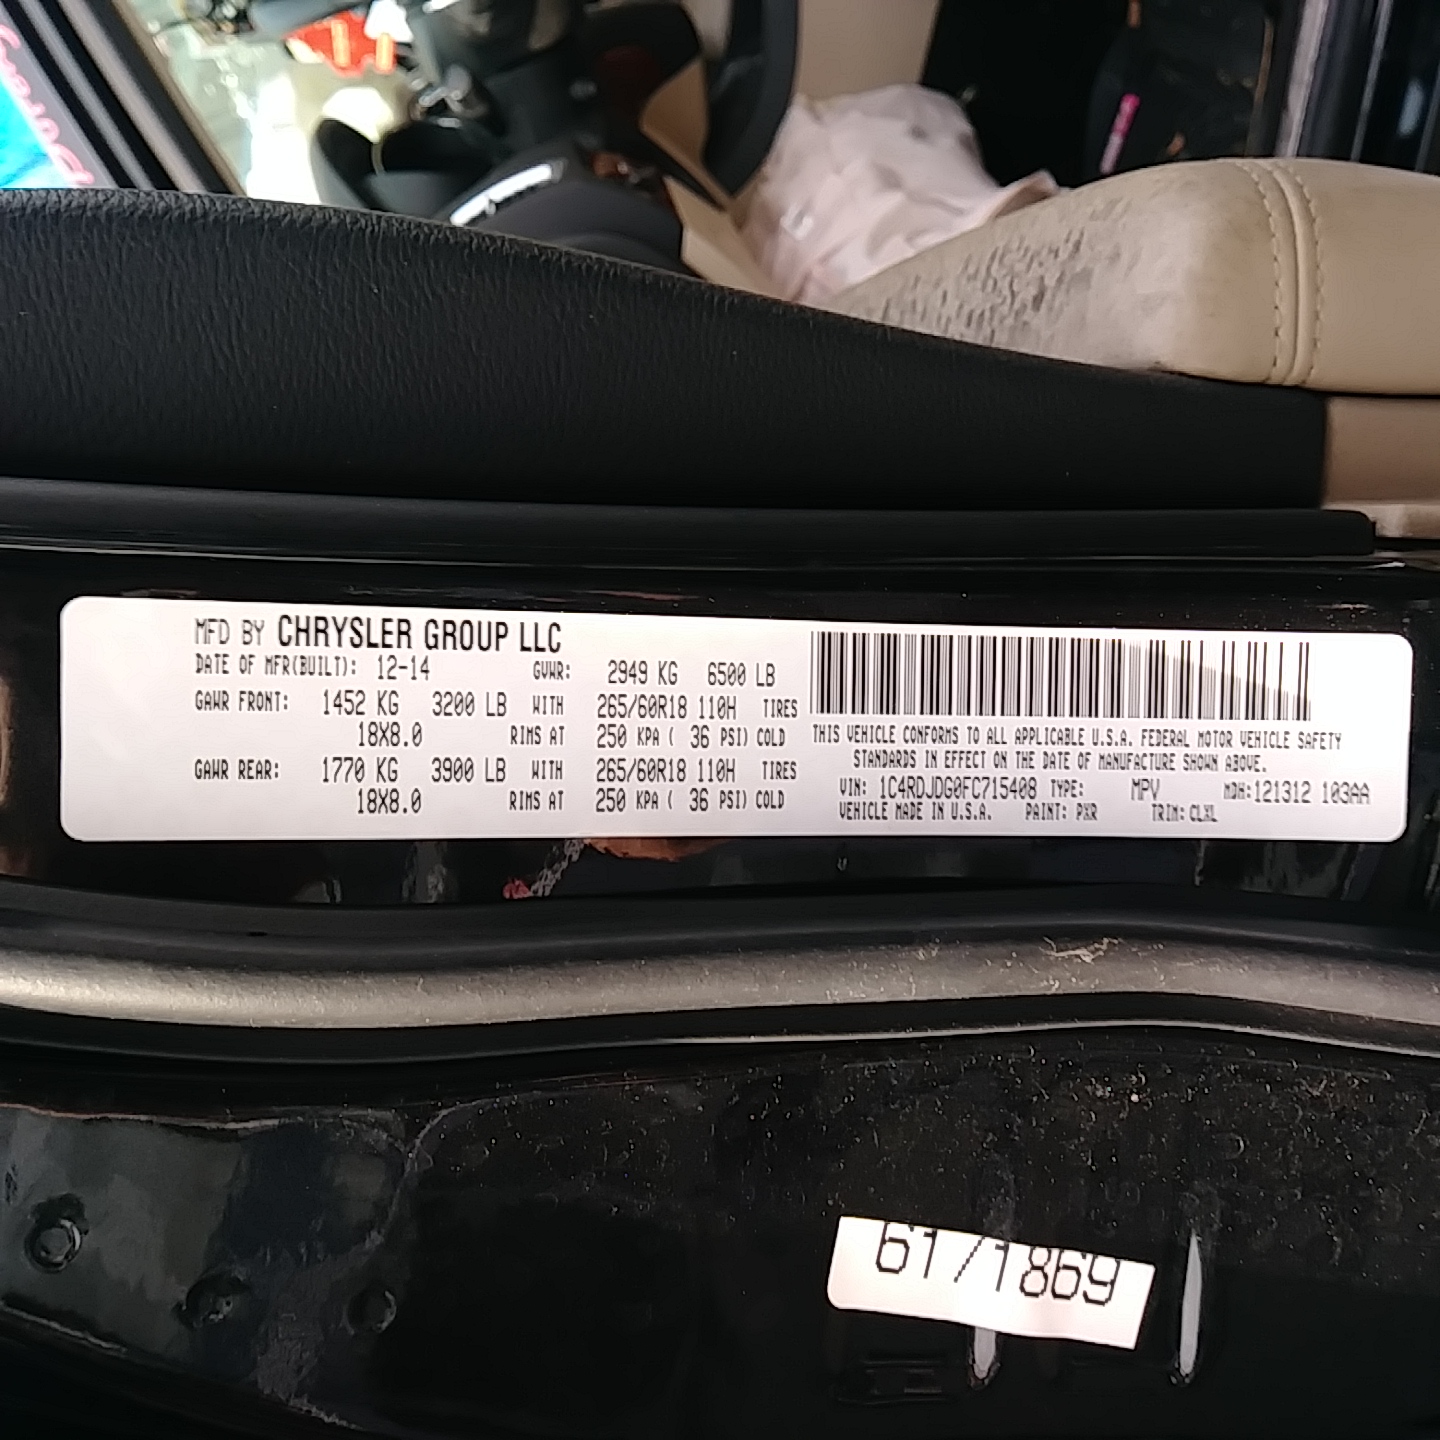 MFD BY CHRYSLER GROUP LLC
DATE OF MFR(BUILT): 12-14 GVWR: 2949 KG 6500 LB
GAWR FRONT: 1452 KG 3200 LB WITH 265/60R18 110H TIRES
18X8.0 RIMS AT 250 KPA ( 36 PSI) COLD
GAWR REAR: 1770 KG 3900 LB WITH 265/60R18 110H TIRES
18X8.0 RIMS AT 250 KPA ( 36 PSI) COLD
THIS VEHICLE CONFORMS TO ALL APPLICABLE U.S.A. FEDERAL MOTOR VEHICLE SAFETY
STANDARDS IN EFFECT ON THE DATE OF MANUFACTURE SHOWN ABOVE.
VIN: 1C4RDJDG0FC715408 TYPE: MPV MDH:121312 103AA
VEHICLE MADE IN U.S.A. PAINT: PXR TRIM: CLXL
6171869